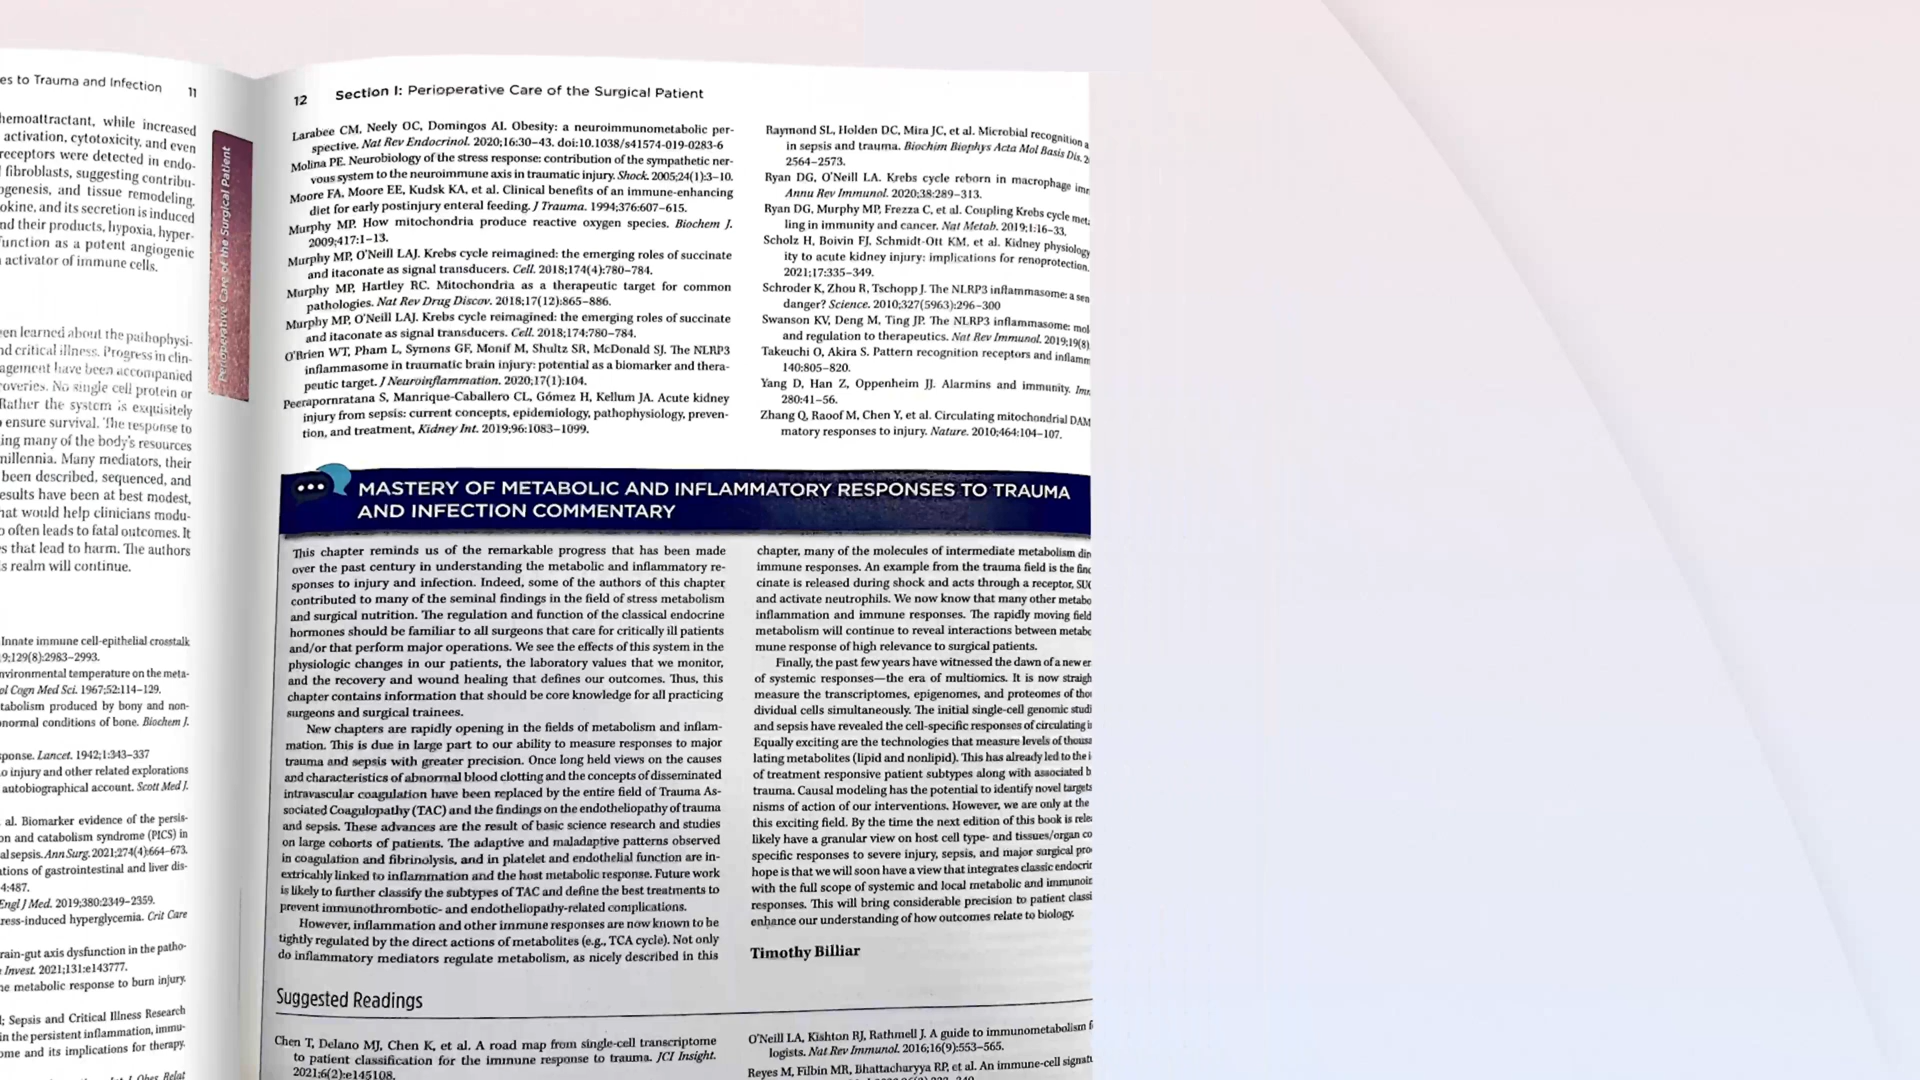 es to Trauma and Infection 11
hemoattractant, while increased
activation, cytotoxicity, and even
receptors were detected in endo-
fibroblasts, suggesting contribu-
ogenesis, and tissue remodeling.
okine, and its secretion is induced
nd their products, hypoxia, hyper-
function as a potent angiogenic
activator of immune cells.
en learned about the pathophysi-
nd critical illness. Progress in clin-
agement have been accompanied
overies. No single cell protein or
Rather the system is exquisitely
ensure survival. The response to
ing many of the body's resources
millennia. Many mediators, their
been described, sequenced, and
esults have been at best modest,
hat would help clinicians modu-
o often leads to fatal outcomes. It
s that lead to harm. The authors
s realm will continue.
Innate immune cell-epithelial crosstalk
9;129(8):2983–2993.
nvironmental temperature on the meta-
ol Cogn Med Sci. 1967;52:114–129.
tabolism produced by bony and non-
normal conditions of bone. Biochem J.
sponse. Lancet. 1942;1:343–337
o injury and other related explorations
autobiographical account. Scott Med J.
al. Biomarker evidence of the persis-
on and catabolism syndrome (PICS) in
al sepsis. Ann Surg. 2021;274(4):664–673.
ations of gastrointestinal and liver dis-
4:487.
Engl J Med. 2019;380:2349–2359.
ress-induced hyperglycemia. Crit Care
rain-gut axis dysfunction in the patho-
Invest. 2021;131:e143777.
he metabolic response to burn injury.
Sepsis and Critical Illness Research
in the persistent inflammation, immu-
ome and its implications for therapy.
Perioperative Care of the Surgical Patient
12 Section I: Perioperative Care of the Surgical Patient
Larabee CM, Neely OC, Domingos AI. Obesity: a neuroimmunometabolic per-
spective. Nat Rev Endocrinol. 2020;16:30–43. doi:10.1038/s41574-019-0283-6
Molina PE. Neurobiology of the stress response: contribution of the sympathetic ner-
vous system to the neuroimmune axis in traumatic injury. Shock. 2005;24(1):3–10.
Moore FA, Moore EE, Kudsk KA, et al. Clinical benefits of an immune-enhancing
diet for early postinjury enteral feeding. J Trauma. 1994;376:607–615.
Murphy MP. How mitochondria produce reactive oxygen species. Biochem J.
2009;417:1–13.
Murphy MP, O'Neill LAJ. Krebs cycle reimagined: the emerging roles of succinate
and itaconate as signal transducers. Cell. 2018;174(4):780–784.
Murphy MP, Hartley RC. Mitochondria as a therapeutic target for common
pathologies. Nat Rev Drug Discov. 2018;17(12):865–886.
Murphy MP, O'Neill LAJ. Krebs cycle reimagined: the emerging roles of succinate
and itaconate as signal transducers. Cell. 2018;174:780–784.
O'Brien WT, Pham L, Symons GF, Monif M, Shultz SR, McDonald SJ. The NLRP3
inflammasome in traumatic brain injury: potential as a biomarker and thera-
peutic target. J Neuroinflammation. 2020;17(1):104.
Peerapornratana S, Manrique-Caballero CL, Gómez H, Kellum JA. Acute kidney
injury from sepsis: current concepts, epidemiology, pathophysiology, preven-
tion, and treatment, Kidney Int. 2019;96:1083–1099.
Raymond SL, Holden DC, Mira JC, et al. Microbial recognition a
in sepsis and trauma. Biochim Biophys Acta Mol Basis Dis. 2
2564–2573.
Ryan DG, O'Neill LA. Krebs cycle reborn in macrophage im
Annu Rev Immunol. 2020;38:289–313.
Ryan DG, Murphy MP, Frezza C, et al. Coupling Krebs cycle met
ling in immunity and cancer. Nat Metab. 2019;1:16–33.
Scholz H, Boivin FJ, Schmidt-Ott KM, et al. Kidney physiology
ity to acute kidney injury: implications for renoprotection.
2021;17:335–349.
Schroder K, Zhou R, Tschopp J. The NLRP3 inflammasome: a sen
danger? Science. 2010;327(5963):296–300
Swanson KV, Deng M, Ting JP. The NLRP3 inflammasome: mol
and regulation to therapeutics. Nat Rev Immunol. 2019;19(8)
Takeuchi O, Akira S. Pattern recognition receptors and inflamm
140:805–820.
Yang D, Han Z, Oppenheim JJ. Alarmins and immunity. Im
280:41–56.
Zhang Q, Raoof M, Chen Y, et al. Circulating mitochondrial DAM
matory responses to injury. Nature. 2010;464:104–107.
MASTERY OF METABOLIC AND INFLAMMATORY RESPONSES TO TRAUMA
AND INFECTION COMMENTARY
This chapter reminds us of the remarkable progress that has been made
over the past century in understanding the metabolic and inflammatory re-
sponses to injury and infection. Indeed, some of the authors of this chapter
contributed to many of the seminal findings in the field of stress metabolism
and surgical nutrition. The regulation and function of the classical endocrine
hormones should be familiar to all surgeons that care for critically ill patients
and/or that perform major operations. We see the effects of this system in the
physiologic changes in our patients, the laboratory values that we monitor,
and the recovery and wound healing that defines our outcomes. Thus, this
chapter contains information that should be core knowledge for all practicing
surgeons and surgical trainees.
New chapters are rapidly opening in the fields of metabolism and inflam-
mation. This is due in large part to our ability to measure responses to major
trauma and sepsis with greater precision. Once long held views on the causes
and characteristics of abnormal blood clotting and the concepts of disseminated
intravascular coagulation have been replaced by the entire field of Trauma As-
sociated Coagulopathy (TAC) and the findings on the endotheliopathy of trauma
and sepsis. These advances are the result of basic science research and studies
on large cohorts of patients. The adaptive and maladaptive patterns observed
in coagulation and fibrinolysis, and in platelet and endothelial function are in-
extricably linked to inflammation and the host metabolic response. Future work
is likely to further classify the subtypes of TAC and define the best treatments to
prevent immunothrombotic- and endotheliopathy-related complications.
However, inflammation and other immune responses are now known to be
tightly regulated by the direct actions of metabolites (e.g., TCA cycle). Not only
do inflammatory mediators regulate metabolism, as nicely described in this
chapter, many of the molecules of intermediate metabolism dir
immune responses. An example from the trauma field is the find
cinate is released during shock and acts through a receptor, SUC
and activate neutrophils. We now know that many other metabo
inflammation and immune responses. The rapidly moving field
metabolism will continue to reveal interactions between metabo
mune response of high relevance to surgical patients.
Finally, the past few years have witnessed the dawn of a new er
of systemic responses—the era of multiomics. It is now straigh
measure the transcriptomes, epigenomes, and proteomes of tho
dividual cells simultaneously. The initial single-cell genomic studi
and sepsis have revealed the cell-specific responses of circulating i
Equally exciting are the technologies that measure levels of thousa
lating metabolites (lipid and nonlipid). This has already led to the i
of treatment responsive patient subtypes along with associated b
trauma. Causal modeling has the potential to identify novel targets
nisms of action of our interventions. However, we are only at the
this exciting field. By the time the next edition of this book is rele
likely have a granular view on host cell type- and tissues/organ co
specific responses to severe injury, sepsis, and major surgical pro
hope is that we will soon have a view that integrates classic endocrin
with the full scope of systemic and local metabolic and immunoin
responses. This will bring considerable precision to patient classi
enhance our understanding of how outcomes relate to biology.
Timothy Billiar
Suggested Readings
Chen T, Delano MJ, Chen K, et al. A road map from single-cell transcriptome
to patient classification for the immune response to trauma. JCI Insight.
2021;6(2):e145108.
O'Neill LA, Kishton RJ, Rathmell J. A guide to immunometabolism f
logists. Nat Rev Immunol. 2016;16(9):553–565.
Reyes M, Filbin MR, Bhattacharyya RP, et al. An immune-cell signatu